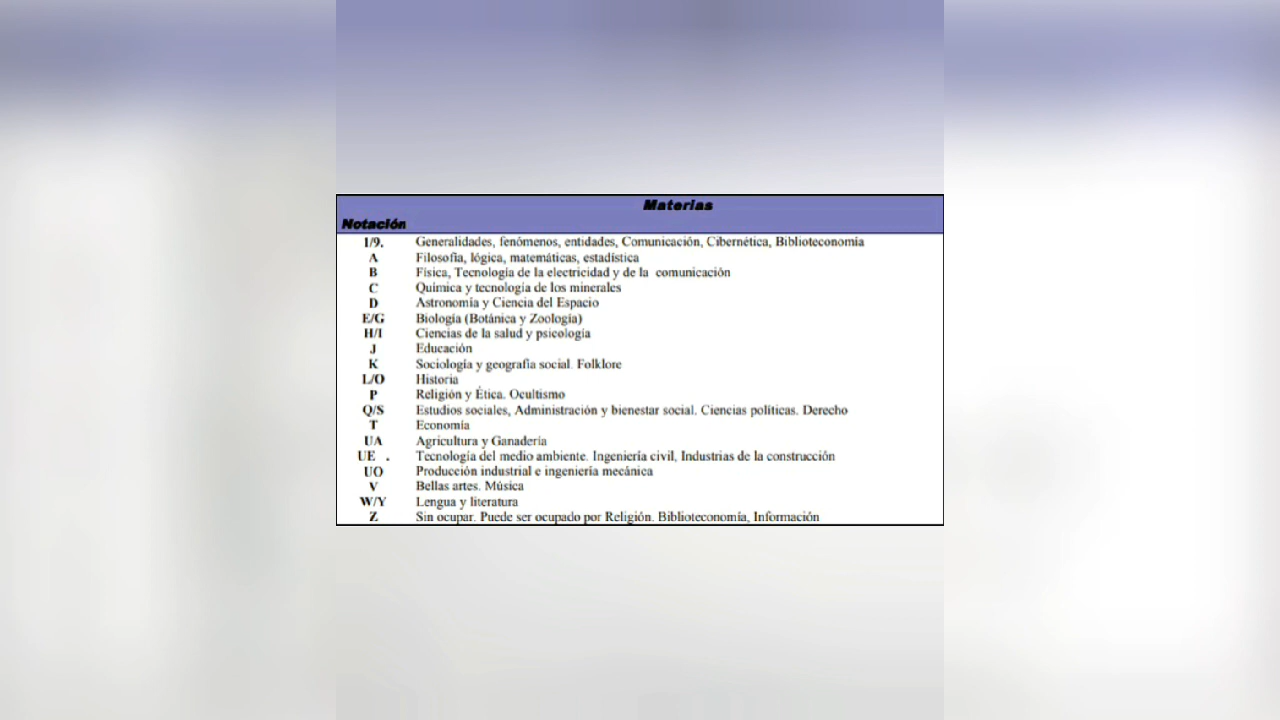 Materias
Notación
1/9. Generalidades, fenómenos, entidades, Comunicación, Cibernética, Biblioteconomía
A Filosofía, lógica, matemáticas, estadística
B Física, Tecnología de la electricidad y de la comunicación
C Química y tecnología de los minerales
D Astronomía y Ciencia del Espacio
E/G Biología (Botánica y Zoología)
H/I Ciencias de la salud y psicología
J Educación
K Sociología y geografía social. Folklore
L/O Historia
P Religión y Ética. Ocultismo
Q/S Estudios sociales, Administración y bienestar social. Ciencias políticas. Derecho
T Economía
UA Agricultura y Ganadería
UE . Tecnología del medio ambiente. Ingeniería civil, Industrias de la construcción
UO Producción industrial e ingeniería mecánica
V Bellas artes. Música
W/Y Lengua y literatura
Z Sin ocupar. Puede ser ocupado por Religión. Biblioteconomía, Información